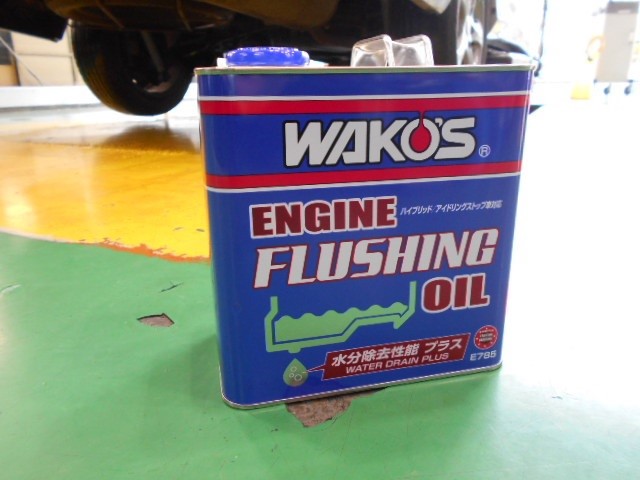 WAKO'S®
ENGINE
ハイブリッド/アイドリングストップ車対応
FLUSHING
OIL
水分除去性能 プラス
WATER DRAIN PLUS
E795